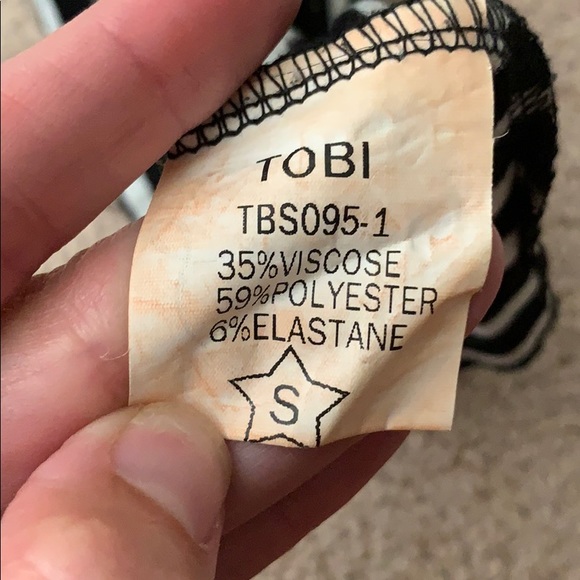 TOBI
TBS095-1
35%VISCOSE
59%POLYESTER
6%ELASTANE
S